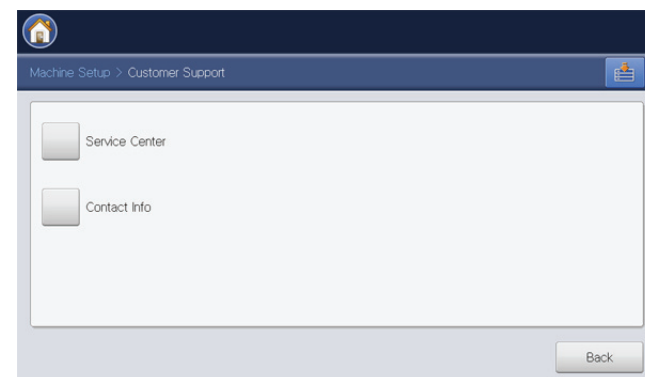 Machine Setup > Customer Support
Service Center
Contact Info
Back